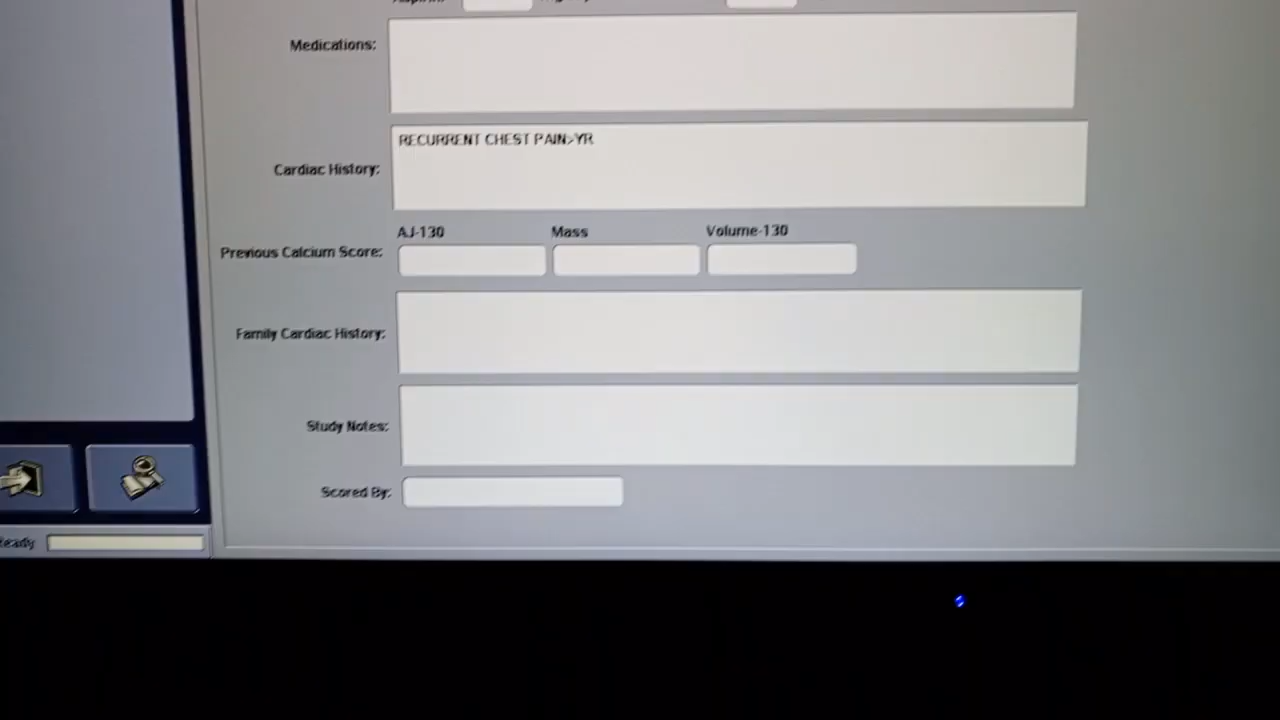 Medications:
RECURRENT CHEST PAIN>YR
Cardiac History:
AJ-130 Mass Volume-130
Previous Calcium Score:
Family Cardiac History:
Study Notes:
Scored By:
Ready